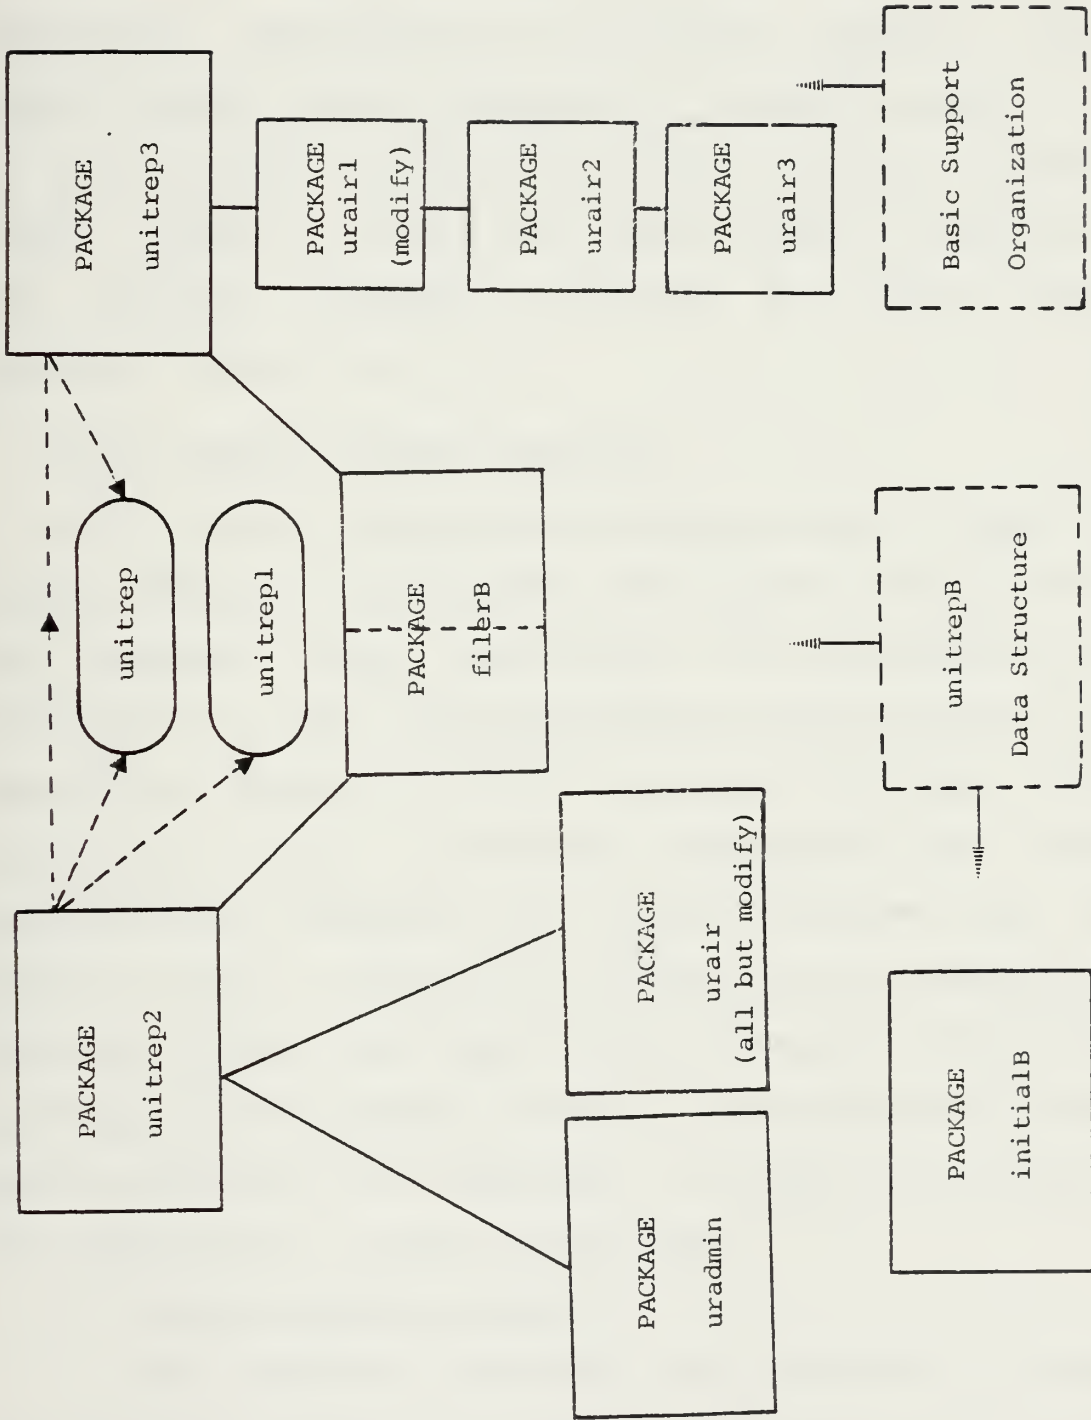 PACKAGE
unitrep2
unitrep
unitrep1
PACKAGE
unitrep3
PACKAGE
filerB
PACKAGE
urair1
(modify)
PACKAGE
urair2
PACKAGE
urair3
PACKAGE
uradmin
PACKAGE
urair
(all but modify)
PACKAGE
initialB
unitrepB
Data Structure
Basic Support
Organization